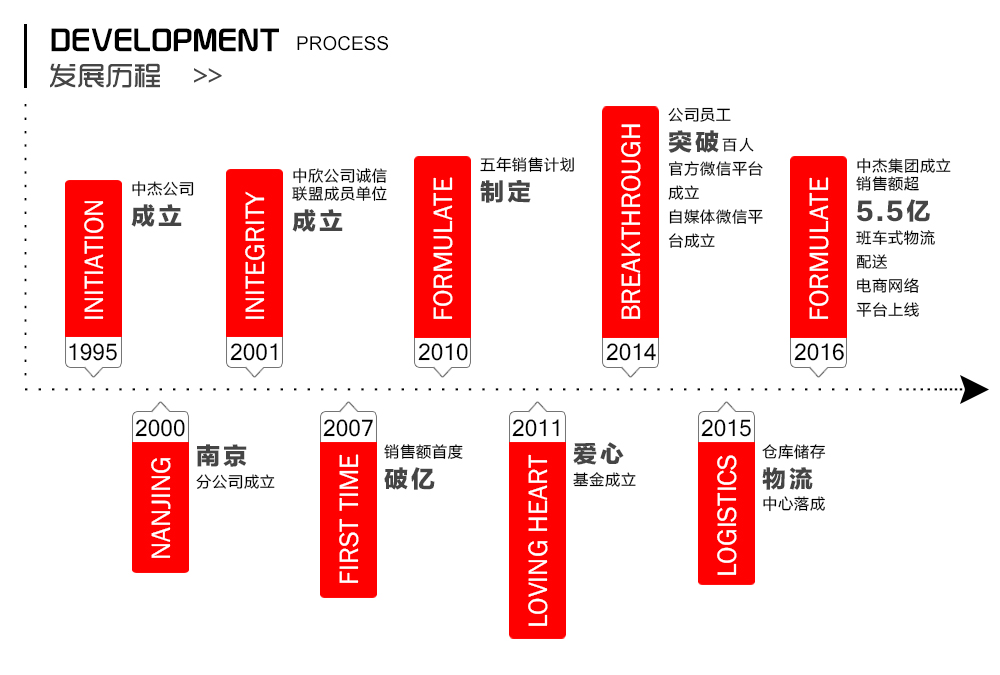 DEVELOPMENT PROCESS
发展历程 >>
INITIATION
1995
中杰公司
成立
INITEGRITY
2001
中欣公司诚信
联盟成员单位
成立
FORMULATE
2010
五年销售计划
制定
BREAKTHROUGH
2014
公司员工
突破百人
官方微信平台
成立
自媒体微信平
台成立
FORMULATE
2016
中杰集团成立
销售额超
5.5亿
班车式物流
配送
电商网络
平台上线
2000
NANJING
南京
分公司成立
2007
FIRST TIME
销售额首度
破亿
2011
LOVING HEART
爱心
基金成立
2015
LOGISTICS
仓库储存
物流
中心落成